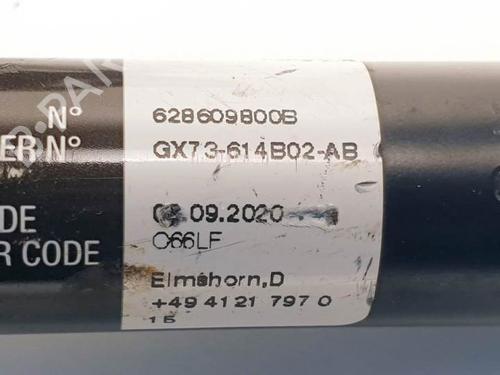 N° 628609800B
ER N° GX73-614B02-AB
09.2020
DE C66LF
R CODE
Elmshorn,D
+49 4121 797 0
15